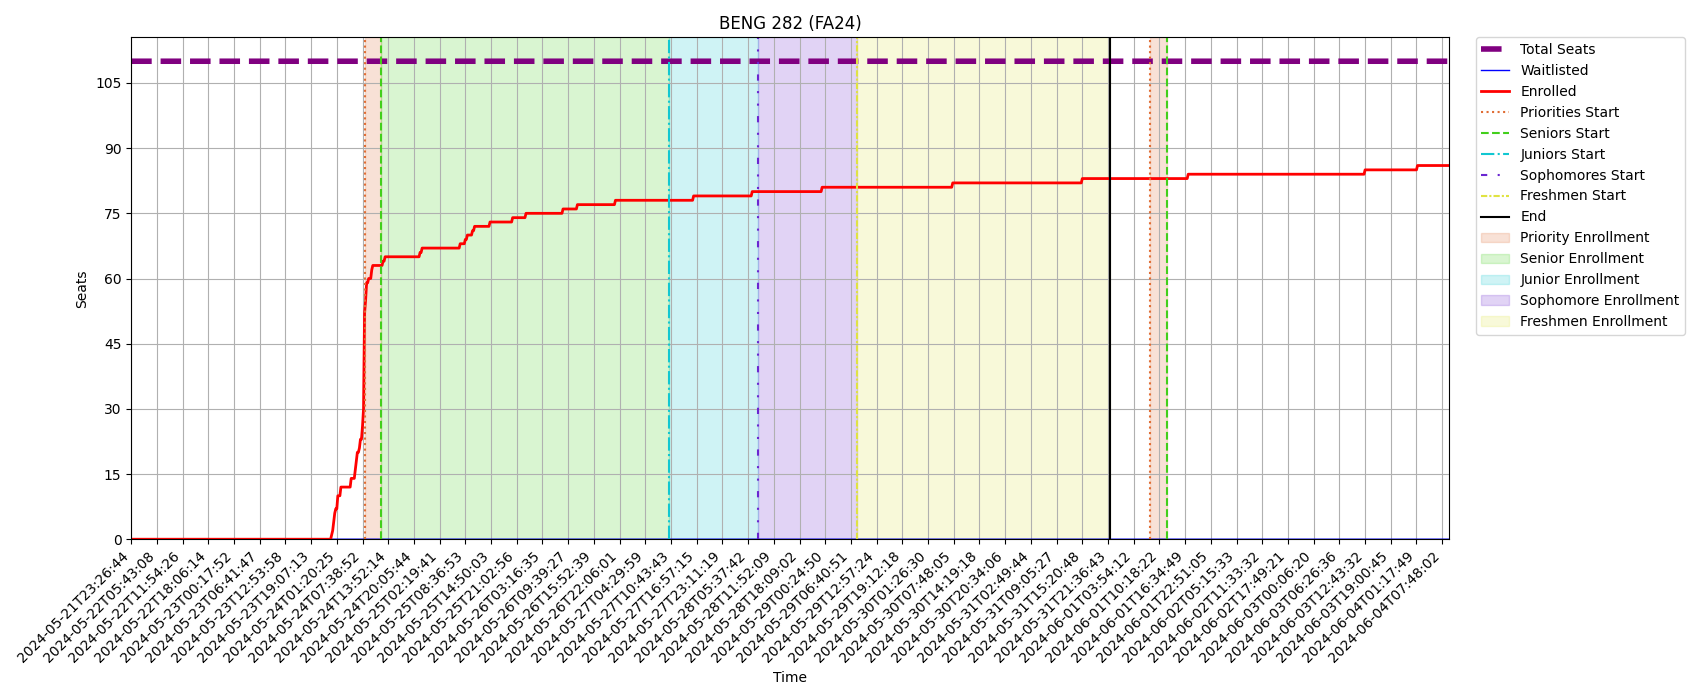 BENG 282 (FA24)
Total Seats
Waitlisted
Enrolled
Priorities Start
Seniors Start
Juniors Start
Sophomores Start
Freshmen Start
End
Priority Enrollment
Senior Enrollment
Junior Enrollment
Sophomore Enrollment
Freshmen Enrollment
Seats
105
90
75
60
45
30
15
0
2024-05-21T23:26:44
2024-05-22T05:43:08
2024-05-22T11:54:26
2024-05-22T18:06:14
2024-05-23T00:17:52
2024-05-23T06:41:47
2024-05-23T12:53:58
2024-05-23T19:07:13
2024-05-24T01:20:25
2024-05-24T07:38:52
2024-05-24T13:52:14
2024-05-24T20:05:44
2024-05-25T02:19:41
2024-05-25T08:36:53
2024-05-25T14:50:03
2024-05-25T21:02:56
2024-05-26T03:16:35
2024-05-26T09:39:27
2024-05-26T15:52:39
2024-05-26T22:06:01
2024-05-27T04:29:59
2024-05-27T10:43:43
2024-05-27T16:57:15
2024-05-27T23:11:19
2024-05-28T05:37:42
2024-05-28T11:52:09
2024-05-28T18:09:02
2024-05-29T00:24:50
2024-05-29T06:40:51
2024-05-29T12:57:24
2024-05-29T19:12:18
2024-05-30T01:26:30
2024-05-30T07:48:05
2024-05-30T14:19:18
2024-05-30T20:34:06
2024-05-31T02:49:44
2024-05-31T09:05:27
2024-05-31T15:20:48
2024-05-31T21:36:43
2024-06-01T03:54:12
2024-06-01T10:18:22
2024-06-01T16:34:49
2024-06-01T22:51:05
2024-06-02T05:15:33
2024-06-02T11:33:32
2024-06-02T17:49:21
2024-06-03T00:06:20
2024-06-03T06:26:36
2024-06-03T12:43:32
2024-06-03T19:00:45
2024-06-04T01:17:49
2024-06-04T07:48:02
Time